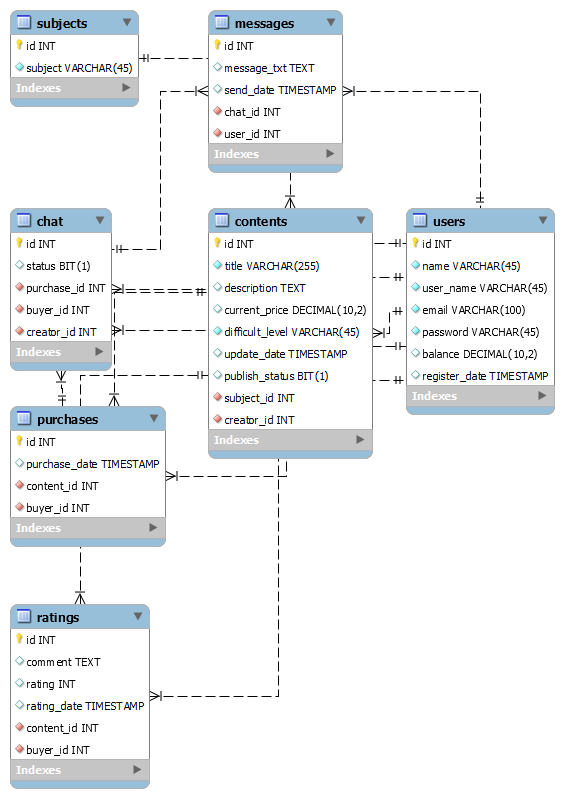 subjects
id INT
subject VARCHAR(45)
Indexes
messages
id INT
message_txt TEXT
send_date TIMESTAMP
chat_id INT
user_id INT
Indexes
chat
id INT
status BIT(1)
purchase_id INT
buyer_id INT
creator_id INT
Indexes
contents
id INT
title VARCHAR(255)
description TEXT
current_price DECIMAL(10,2)
difficult_level VARCHAR(45)
update_date TIMESTAMP
publish_status BIT(1)
subject_id INT
creator_id INT
Indexes
users
id INT
name VARCHAR(45)
user_name VARCHAR(45)
email VARCHAR(100)
password VARCHAR(45)
balance DECIMAL(10,2)
register_date TIMESTAMP
Indexes
purchases
id INT
purchase_date TIMESTAMP
content_id INT
buyer_id INT
Indexes
ratings
id INT
comment TEXT
rating INT
rating_date TIMESTAMP
content_id INT
buyer_id INT
Indexes